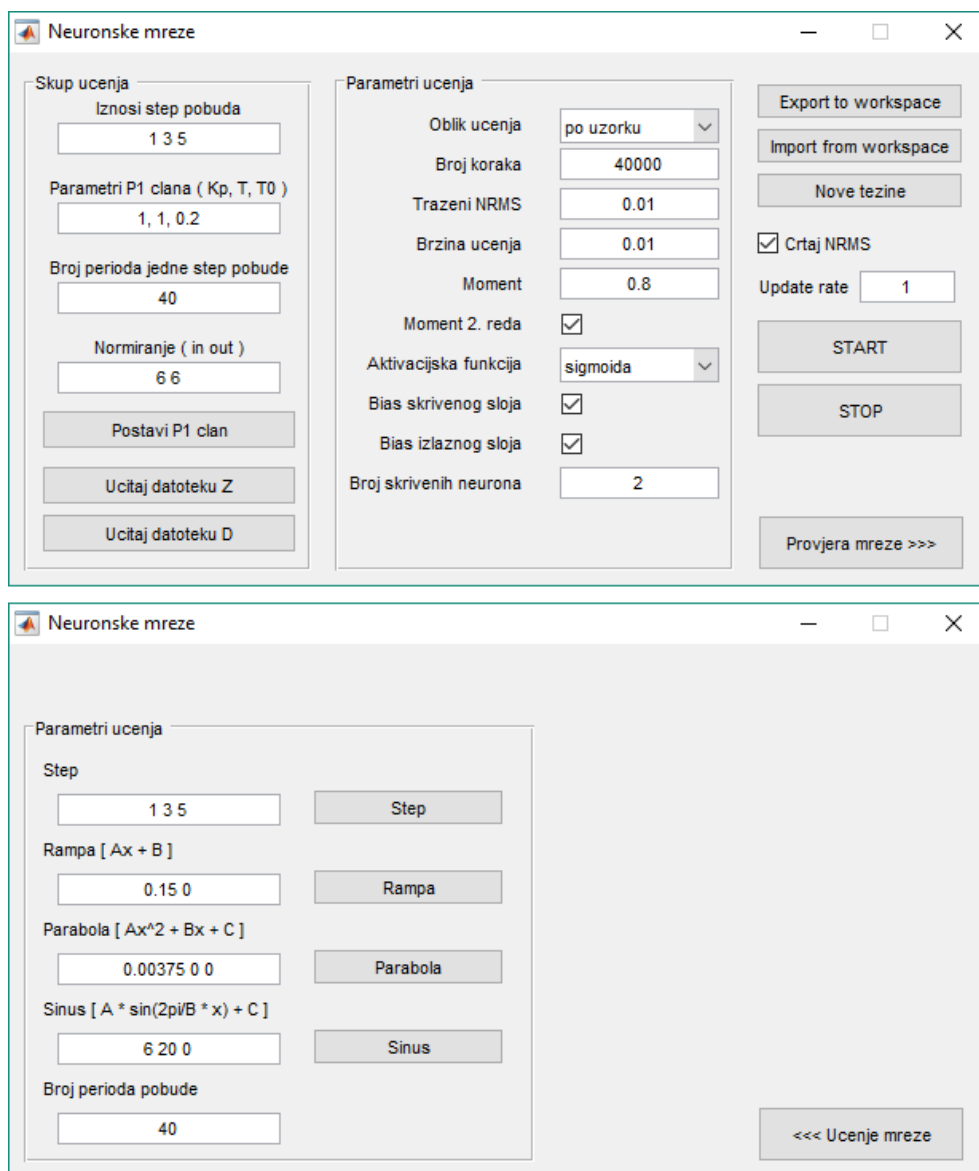 Neuronske mreze
Skup ucenja
Iznosi step pobuda
1 3 5
Parametri P1 clana ( Kp, T, T0 )
1, 1, 0.2
Broj perioda jedne step pobude
40
Normiranje ( in out )
6 6
Postavi P1 clan
Ucitaj datoteku Z
Ucitaj datoteku D
Parametri ucenja
Oblik ucenja po uzorku
Broj koraka 40000
Trazeni NRMS 0.01
Brzina ucenja 0.01
Moment 0.8
Moment 2. reda
Aktivacijska funkcija sigmoida
Bias skrivenog sloja
Bias izlaznog sloja
Broj skrivenih neurona 2
Export to workspace
Import from workspace
Nove tezine
Crtaj NRMS
Update rate 1
START
STOP
Provjera mreze >>>
Neuronske mreze
Parametri ucenja
Step
1 3 5 Step
Rampa [ Ax + B ]
0.15 0 Rampa
Parabola [ Ax^2 + Bx + C ]
0.00375 0 0 Parabola
Sinus [ A * sin(2pi/B * x) + C ]
6 20 0 Sinus
Broj perioda pobude
40
<<< Ucenje mreze